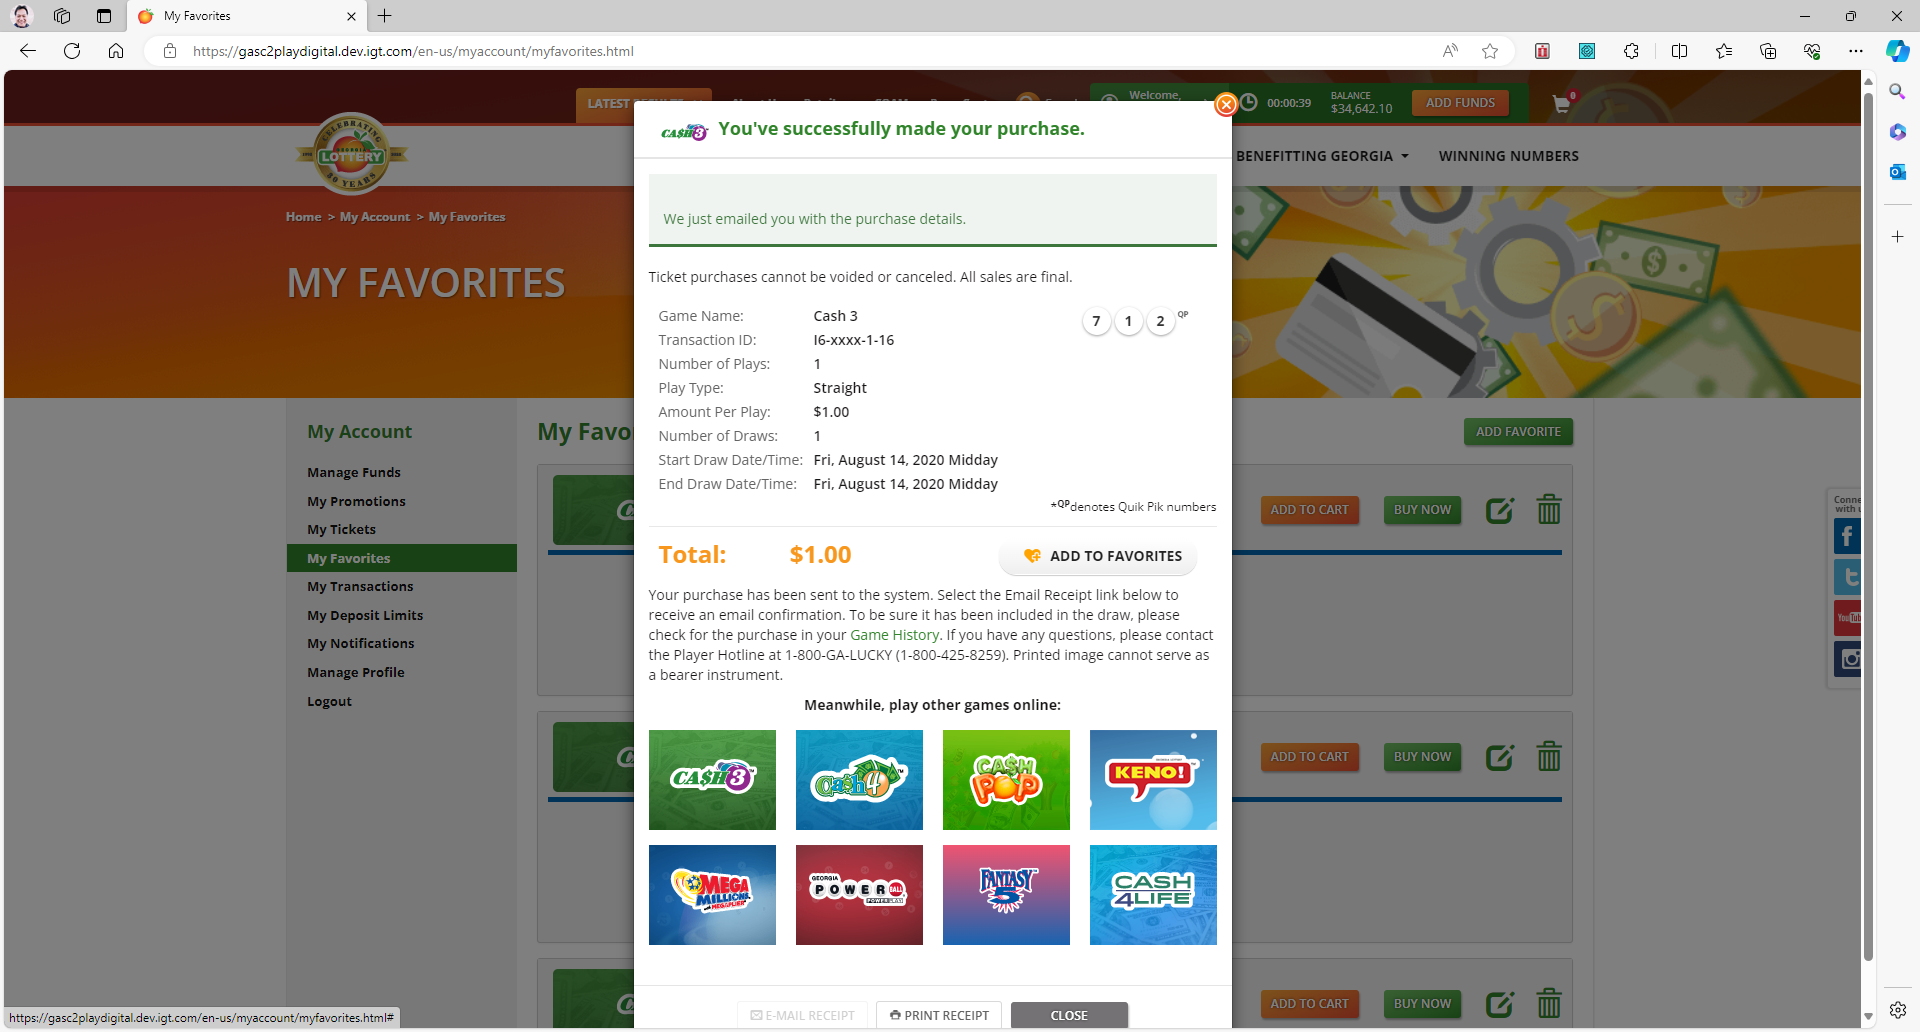 My Favorites
https://gasc2playdigital.dev.igt.com/en-us/myaccount/myfavorites.html
Welcome,
00:00:39
BALANCE
$34,642.10
ADD FUNDS
0
CELEBRATING
LOTTERY
30 YEARS
BENEFITTING GEORGIA
WINNING NUMBERS
Home > My Account > My Favorites
MY FAVORITES
CASH 3
You've successfully made your purchase.
We just emailed you with the purchase details.
Ticket purchases cannot be voided or canceled. All sales are final.
Game Name: Cash 3
7 1 2 QP
Transaction ID: I6-xxxx-1-16
Number of Plays: 1
Play Type: Straight
Amount Per Play: $1.00
Number of Draws: 1
Start Draw Date/Time: Fri, August 14, 2020 Midday
End Draw Date/Time: Fri, August 14, 2020 Midday
*QPdenotes Quik Pik numbers
Total: $1.00
ADD TO FAVORITES
Your purchase has been sent to the system. Select the Email Receipt link below to
receive an email confirmation. To be sure it has been included in the draw, please
check for the purchase in your Game History. If you have any questions, please contact
the Player Hotline at 1-800-GA-LUCKY (1-800-425-8259). Printed image cannot serve as
a bearer instrument.
Meanwhile, play other games online:
CA$H 3
Cash 4
CA$H POP
KENO!
MEGA MILLIONS
GEORGIA POWERBALL
FANTASY 5
CASH 4LIFE
E-MAIL RECEIPT
PRINT RECEIPT
CLOSE
My Account
Manage Funds
My Promotions
My Tickets
My Favorites
My Transactions
My Deposit Limits
My Notifications
Manage Profile
Logout
My Favo
ADD FAVORITE
ADD TO CART
BUY NOW
ADD TO CART
BUY NOW
ADD TO CART
BUY NOW
https://gasc2playdigital.dev.igt.com/en-us/myaccount/myfavorites.html#